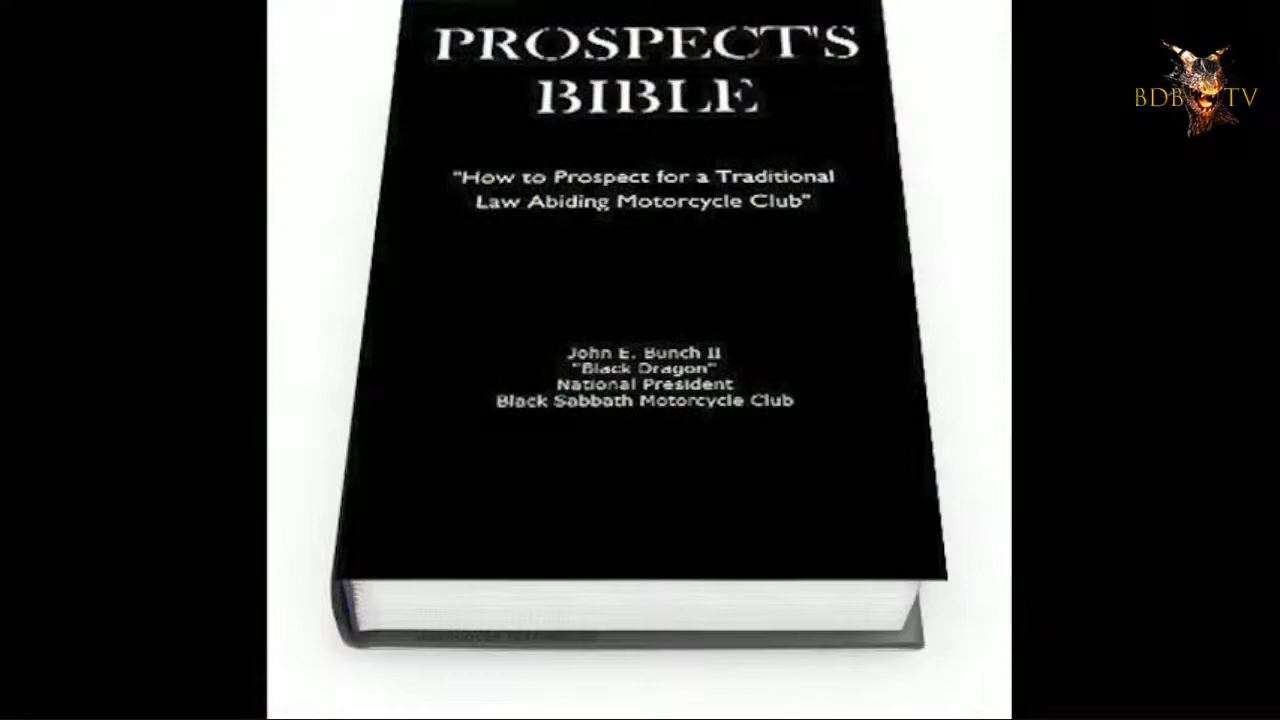 PROSPECT'S
BIBLE
"How to Prospect for a Traditional
Law Abiding Motorcycle Club"
John E. Bunch II
"Black Dragon"
National President
Black Sabbath Motorcycle Club
BDB TV